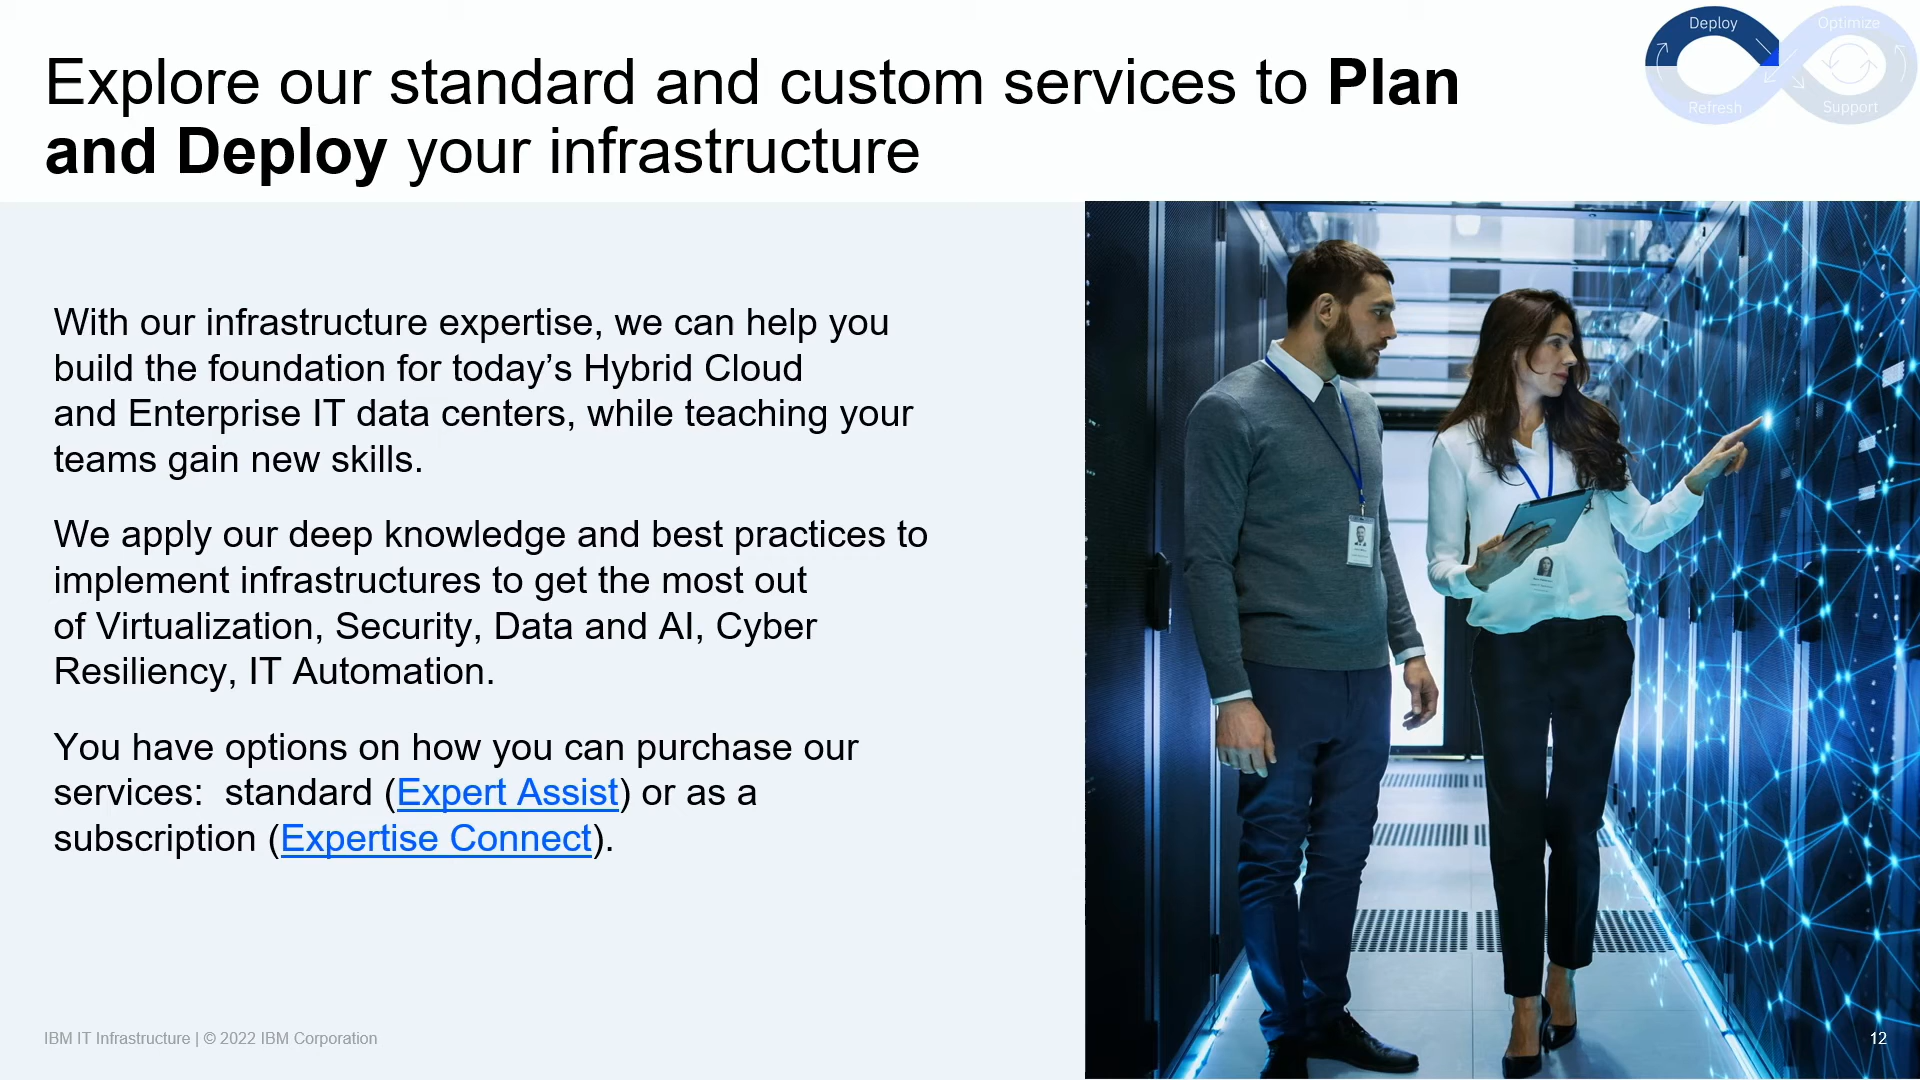 Deploy
Optimize
Refresh
Support
Explore our standard and custom services to Plan
and Deploy your infrastructure
With our infrastructure expertise, we can help you
build the foundation for today’s Hybrid Cloud
and Enterprise IT data centers, while teaching your
teams gain new skills.
We apply our deep knowledge and best practices to
implement infrastructures to get the most out
of Virtualization, Security, Data and AI, Cyber
Resiliency, IT Automation.
You have options on how you can purchase our
services:  standard (Expert Assist) or as a
subscription (Expertise Connect).
IBM IT Infrastructure | © 2022 IBM Corporation
12